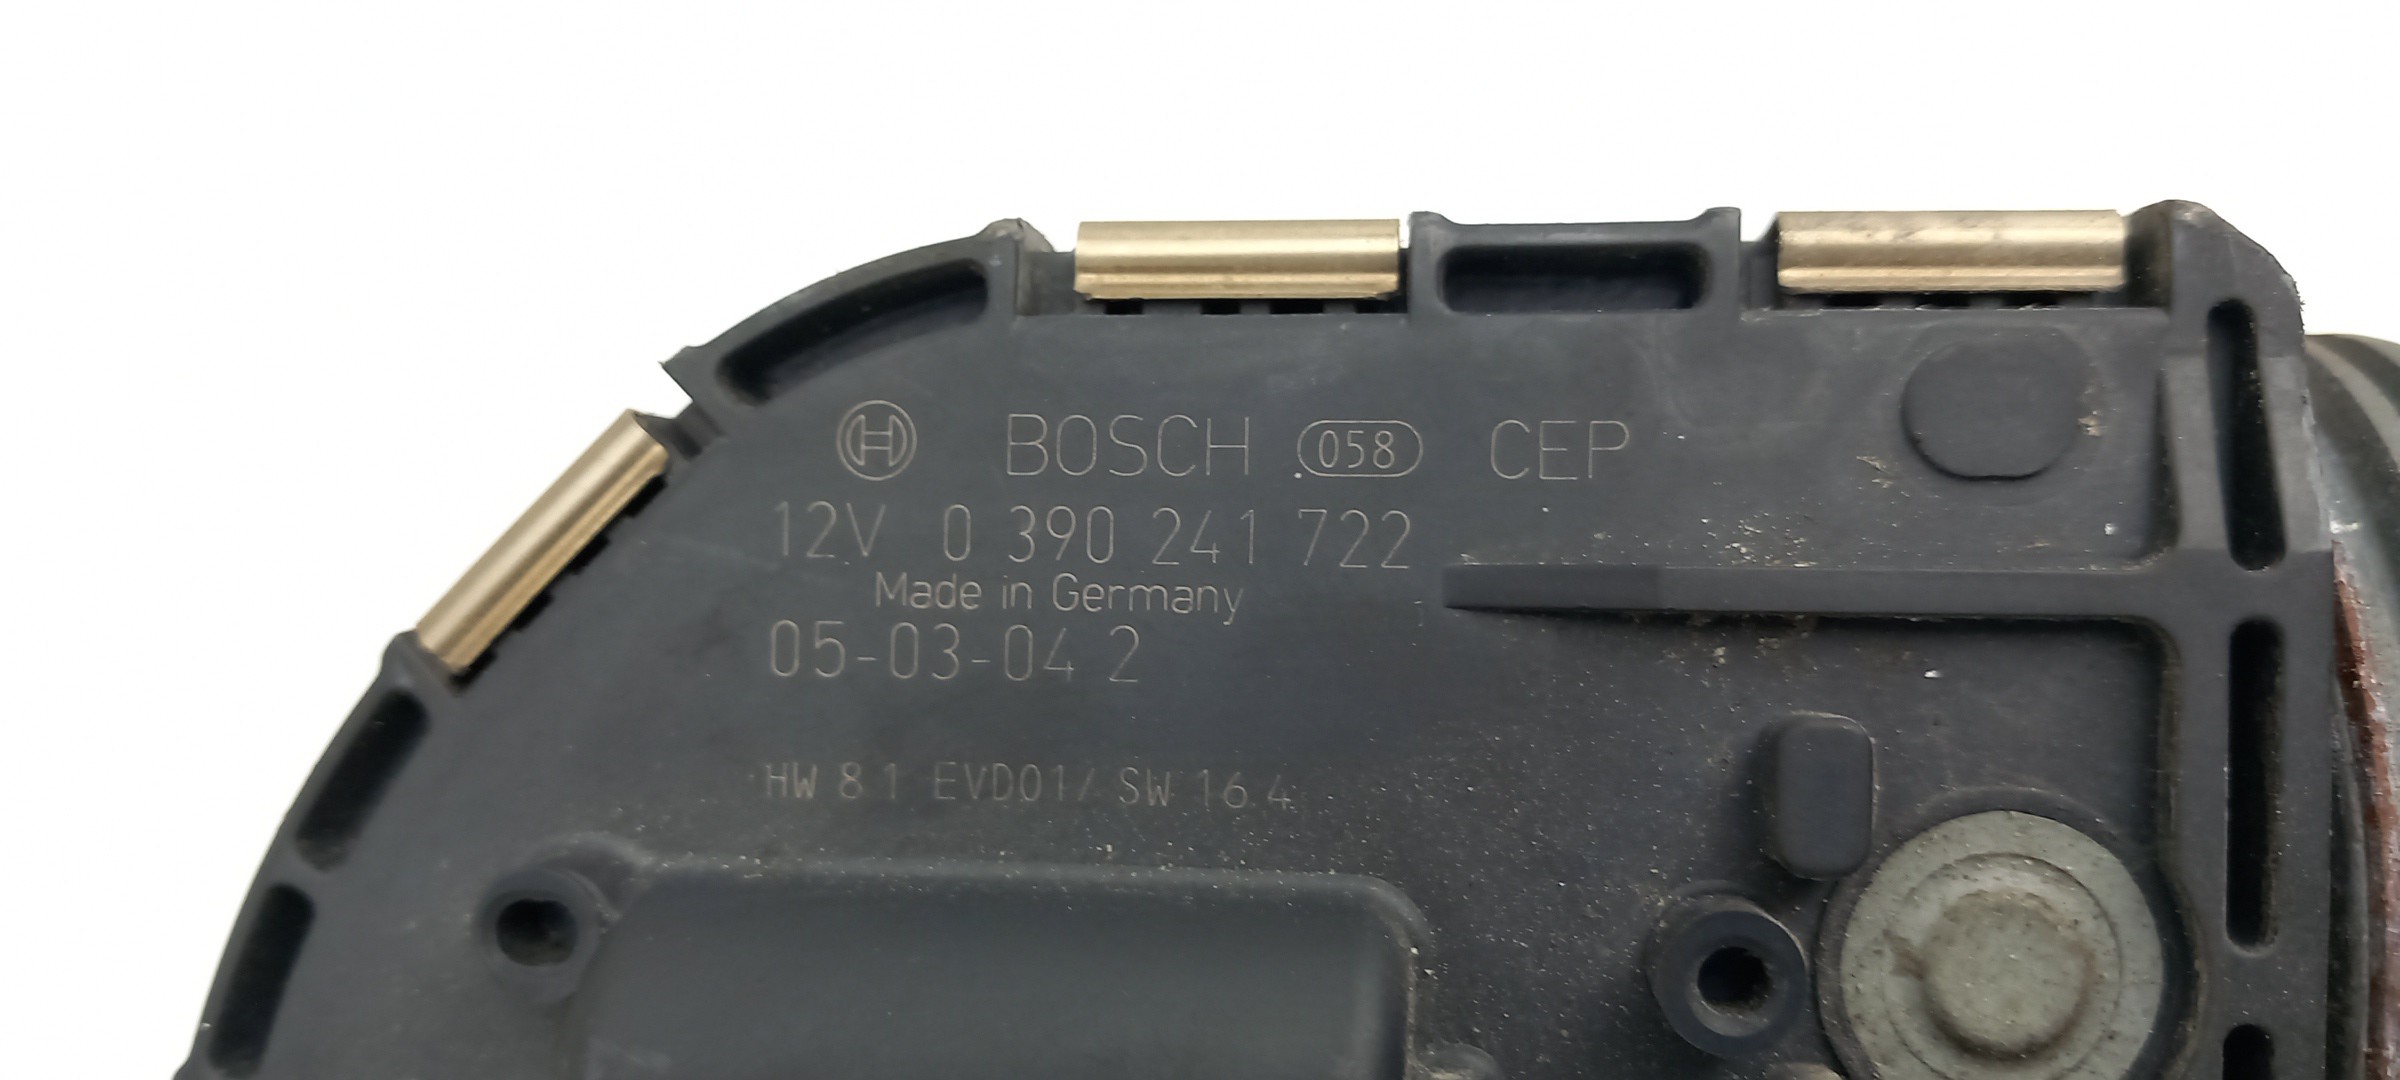 BOSCH 058 CEP
12V 0 390 241 722
Made in Germany
05-03-04 2
HW 8.1 EVD01/ SW 16.4